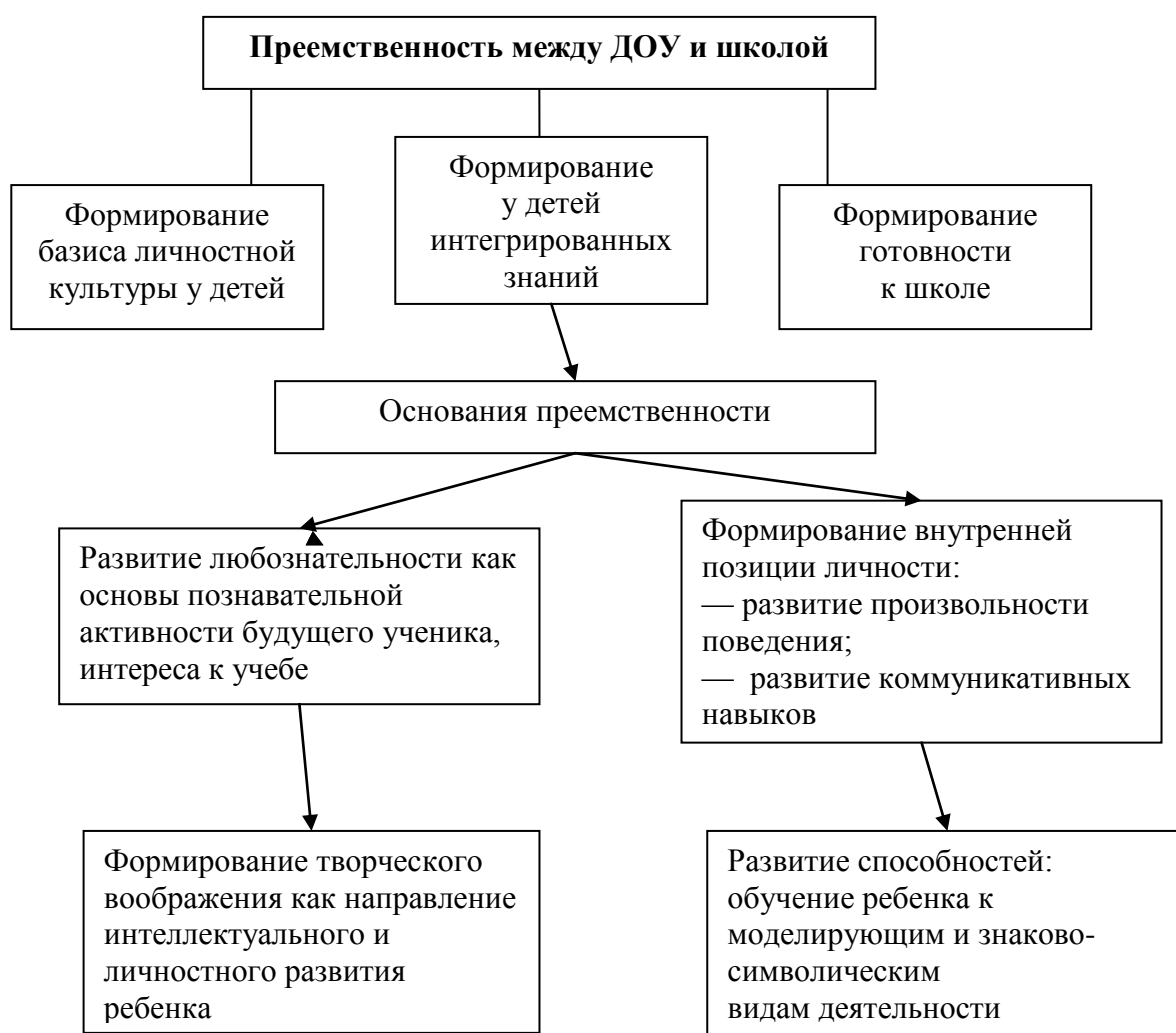 Преемственность между ДОУ и школой
Формирование
базиса личностной
культуры у детей
Формирование
у детей
интегрированных
знаний
Формирование
готовности
к школе
Основания преемственности
Развитие любознательности как
основы познавательной
активности будущего ученика,
интереса к учебе
Формирование внутренней
позиции личности:
— развитие произвольности
поведения;
— развитие коммуникативных
навыков
Формирование творческого
воображения как направление
интеллектуального и
личностного развития
ребенка
Развитие способностей:
обучение ребенка к
моделирующим и знаково-
символическим
видам деятельности